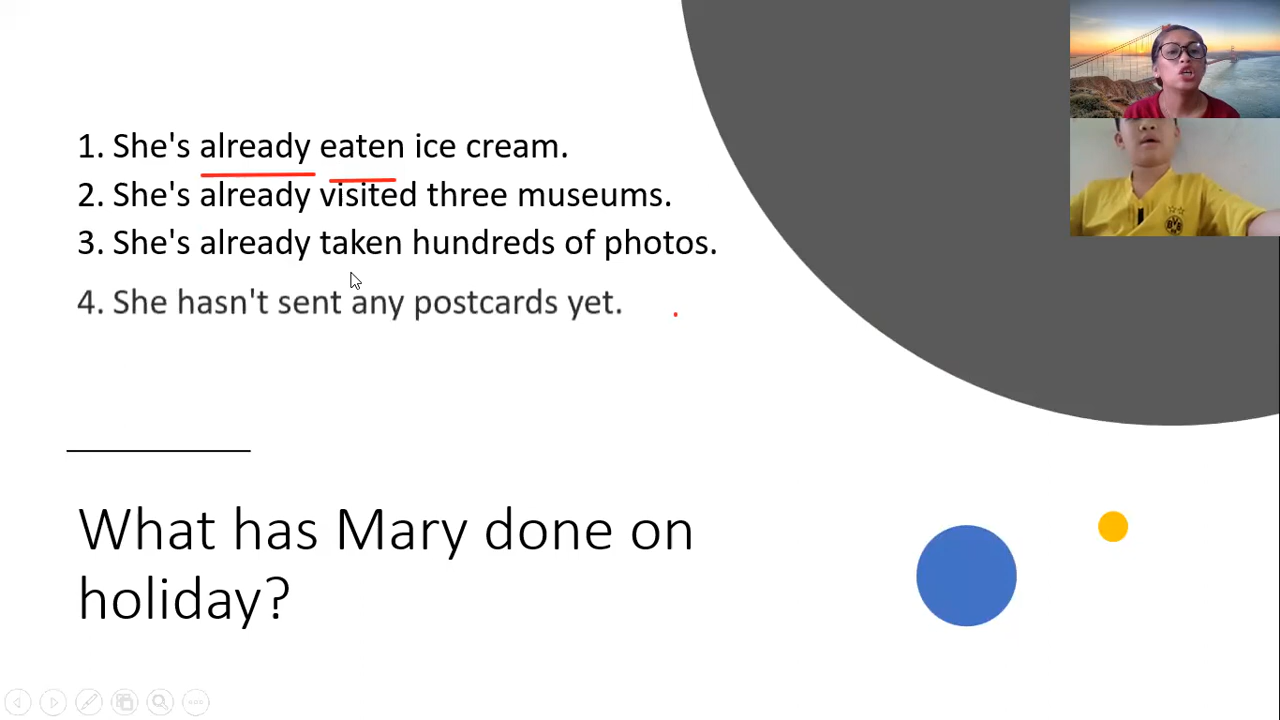 1. She's already eaten ice cream.
2. She's already visited three museums.
3. She's already taken hundreds of photos.
4. She hasn't sent any postcards yet.
What has Mary done on
holiday?
BVB